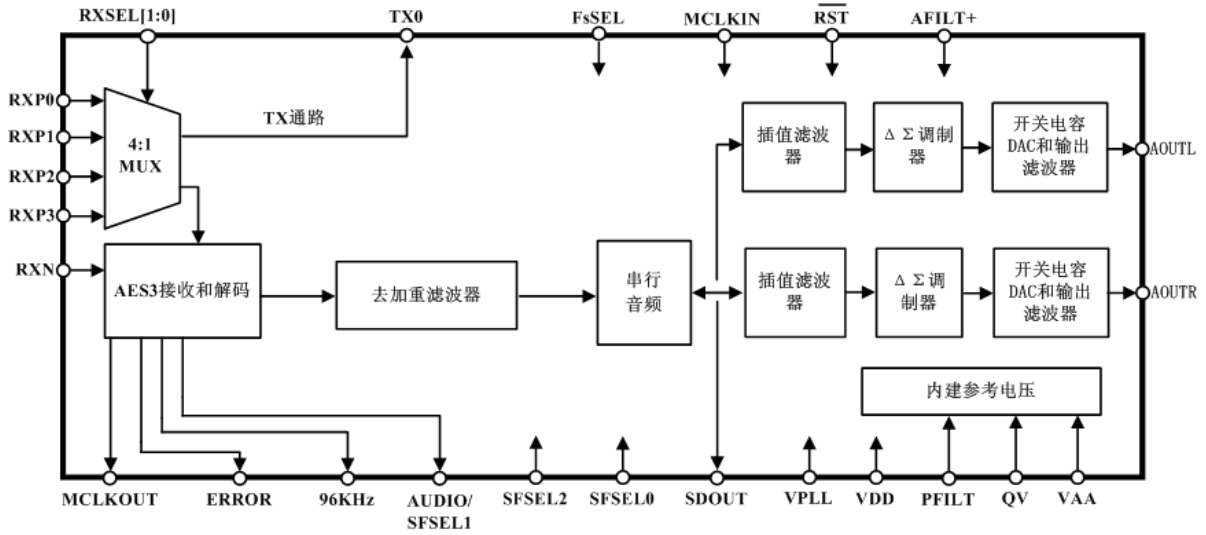 RXSEL[1:0]
TX0
FsSEL
MCLKIN
RST
AFILT+
RXP0
RXP1
RXP2
RXP3
RXN
4:1
MUX
TX通路
插值滤波
器
ΔΣ调制
器
开关电容
DAC和输出
滤波器
AOUTL
AES3接收和解码
去加重滤波器
串行
音频
插值滤波
器
ΔΣ调
制器
开关电容
DAC和输出
滤波器
AOUTR
内建参考电压
MCLKOUT
ERROR
96KHz
AUDIO/
SFSEL1
SFSEL2
SFSEL0
SDOUT
VPLL
VDD
PFILT
QV
VAA